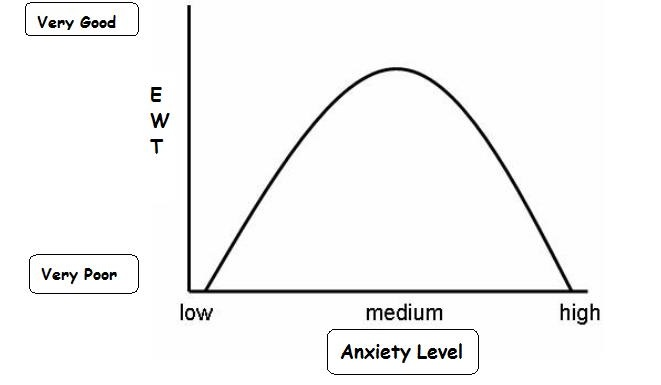 Very Good
E
W
T
Very Poor
low medium high
Anxiety Level